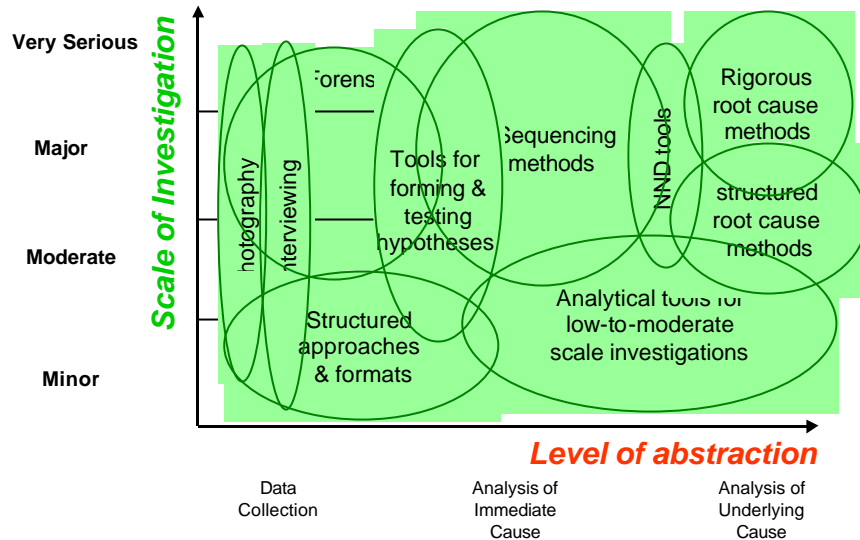 Very Serious
Major
Moderate
Minor
Scale of Investigation
hotography
nterviewing
Forens
Tools for
forming &
testing
hypotheses
Sequencing
methods
NND tools
Rigorous
root cause
methods
structured
root cause
methods
Structured
approaches
& formats
Analytical tools for
low-to-moderate
scale investigations
Level of abstraction
Data
Collection
Analysis of
Immediate
Cause
Analysis of
Underlying
Cause